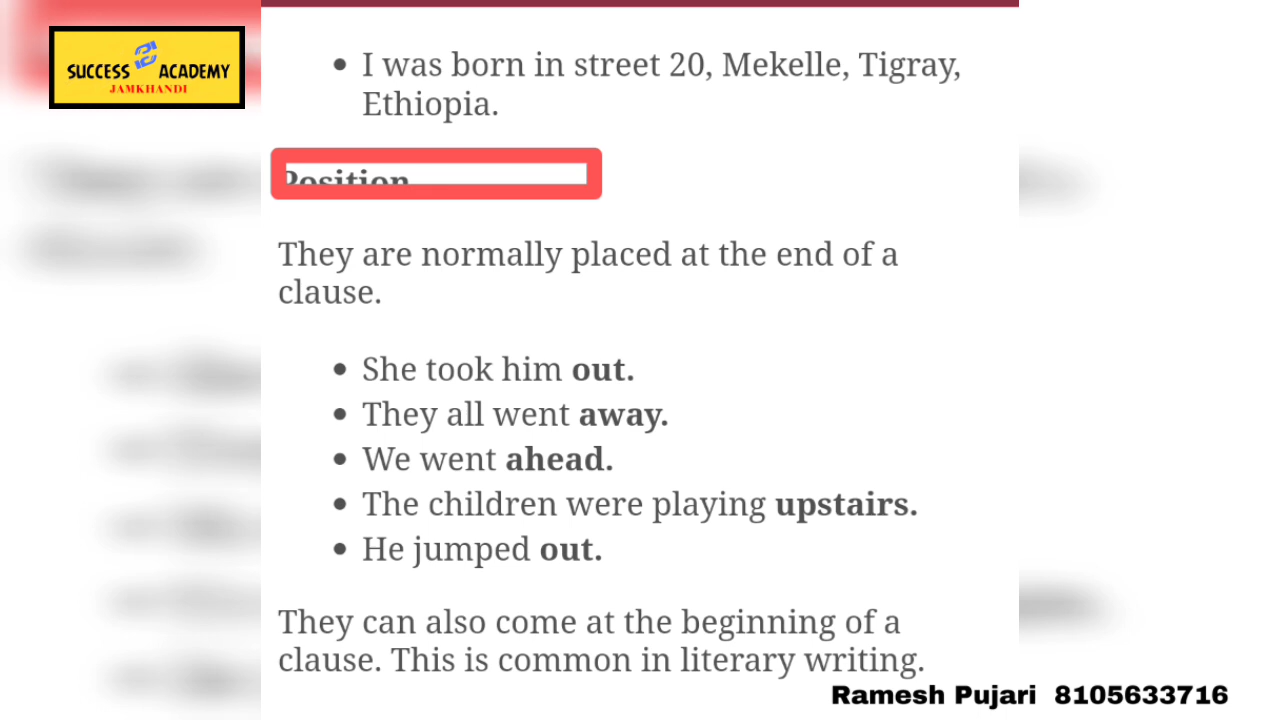 SUCCESS ACADEMY
JAMKHANDI
• I was born in street 20, Mekelle, Tigray,
Ethiopia.
Position
They are normally placed at the end of a
clause.
• She took him out.
• They all went away.
• We went ahead.
• The children were playing upstairs.
• He jumped out.
They can also come at the beginning of a
clause. This is common in literary writing.
Ramesh Pujari 8105633716